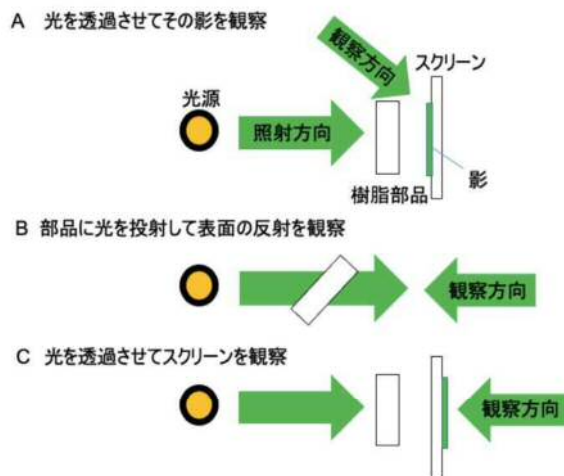 A 光を透過させてその影を観察
観察方向
スクリーン
光源
照射方向
樹脂部品
影
B 部品に光を投射して表面の反射を観察
観察方向
C 光を透過させてスクリーンを観察
観察方向